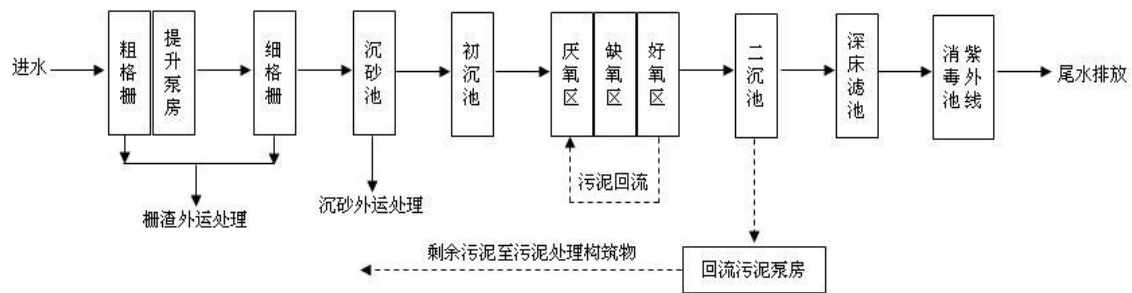 进水
粗格栅
提升泵房
细格栅
沉砂池
初沉池
厌氧区
缺氧区
好氧区
二沉池
深床滤池
紫外线
消毒池
尾水排放
污泥回流
栅渣外运处理
沉砂外运处理
剩余污泥至污泥处理构筑物
回流污泥泵房